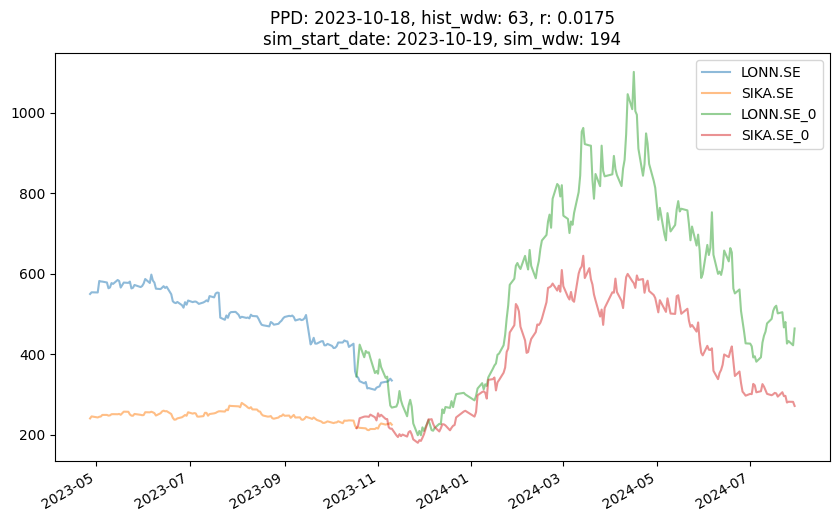 PPD: 2023-10-18, hist_wdw: 63, r: 0.0175
sim_start_date: 2023-10-19, sim_wdw: 194
LONN.SE
SIKA.SE
LONN.SE_0
SIKA.SE_0
1000
800
600
400
200
2023-05
2023-07
2023-09
2023-11
2024-01
2024-03
2024-05
2024-07